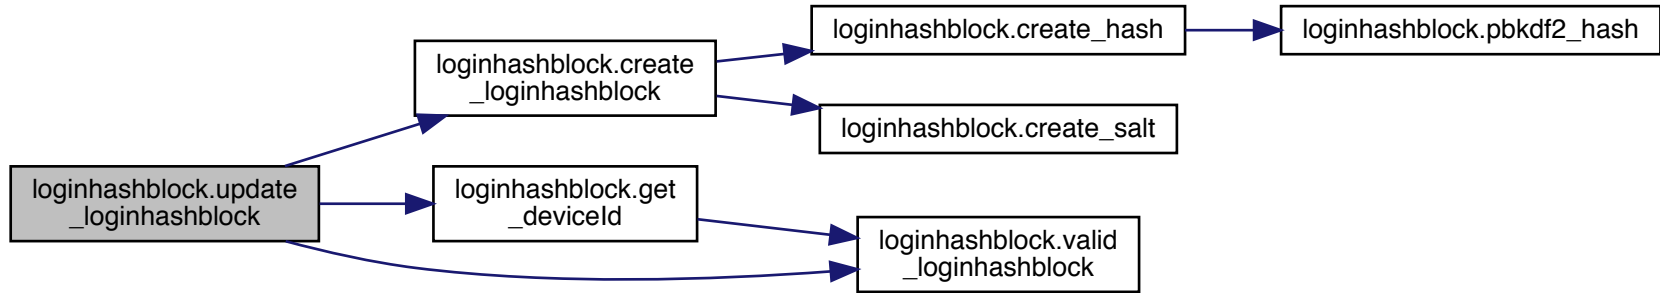 loginhashblock.update
_loginhashblock
loginhashblock.create
_loginhashblock
loginhashblock.create_hash
loginhashblock.pbkdf2_hash
loginhashblock.create_salt
loginhashblock.get
_deviceId
loginhashblock.valid
_loginhashblock